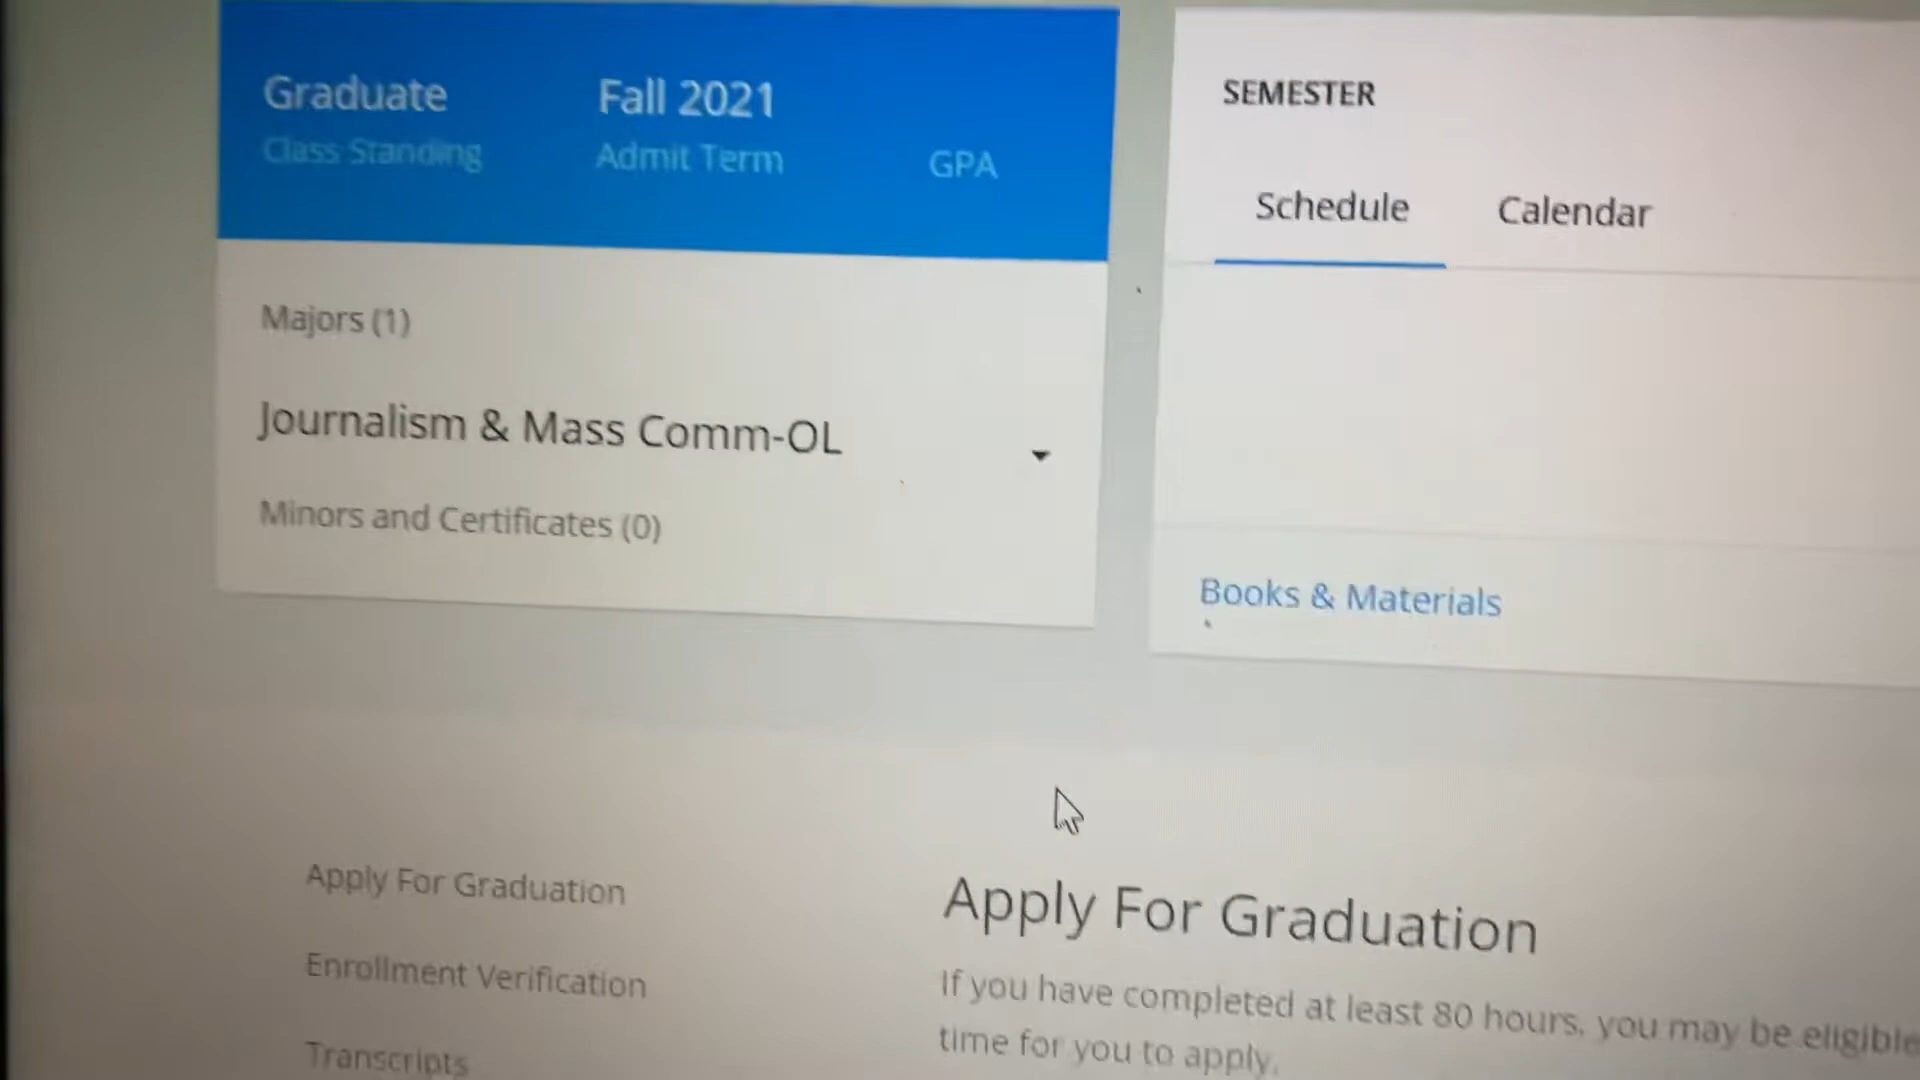 Graduate
Class Standing
Fall 2021
Admit Term
GPA
Majors (1)
Journalism & Mass Comm-OL
Minors and Certificates (0)
SEMESTER
Schedule
Calendar
Books & Materials
Apply For Graduation
Enrollment Verification
Transcripts
Apply For Graduation
If you have completed at least 80 hours, you may be eligible
time for you to apply.